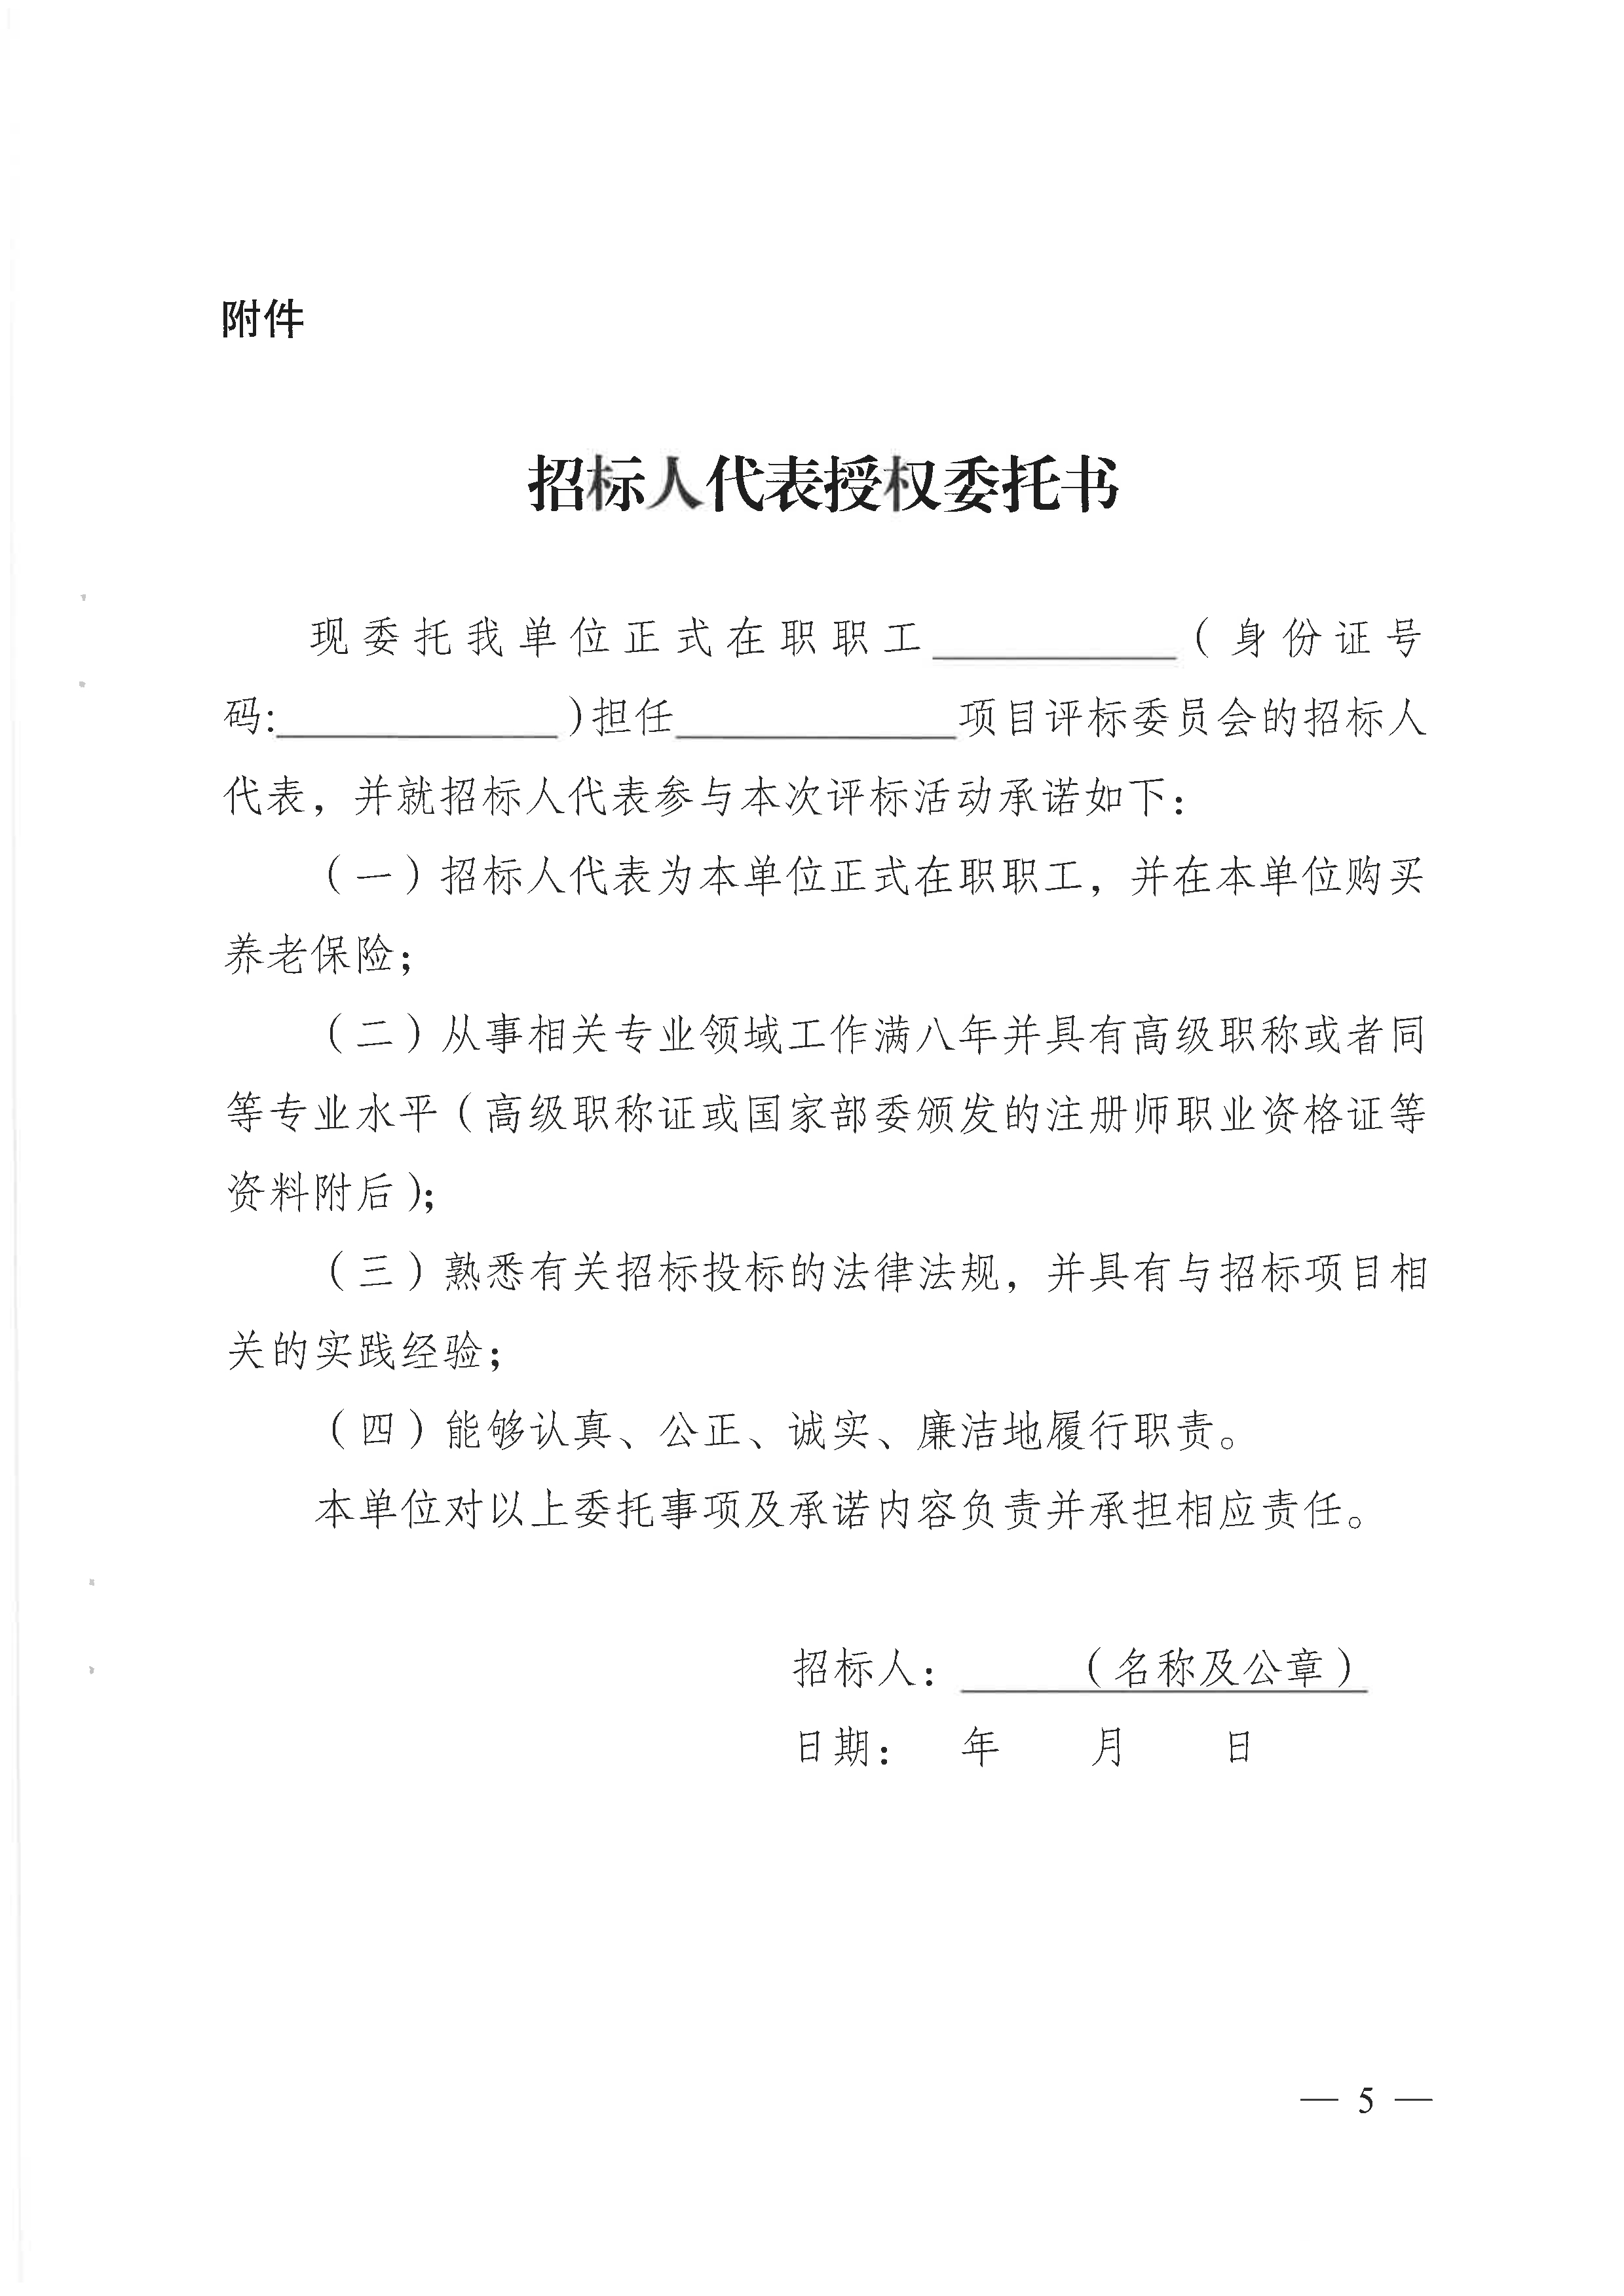 附件
招标人代表授权委托书
现委托我单位正式在职职工__________（身份证号
码:____________)担任____________项目评标委员会的招标人
代表，并就招标人代表参与本次评标活动承诺如下：
（一）招标人代表为本单位正式在职职工，并在本单位购买
养老保险；
（二）从事相关专业领域工作满八年并具有高级职称或者同
等专业水平（高级职称证或国家部委颁发的注册师职业资格证等
资料附后）；
（三）熟悉有关招标投标的法律法规，并具有与招标项目相
关的实践经验；
（四）能够认真、公正、诚实、廉洁地履行职责。
本单位对以上委托事项及承诺内容负责并承担相应责任。
招标人：_____（名称及公章）
日期： 年 月 日
— 5 —